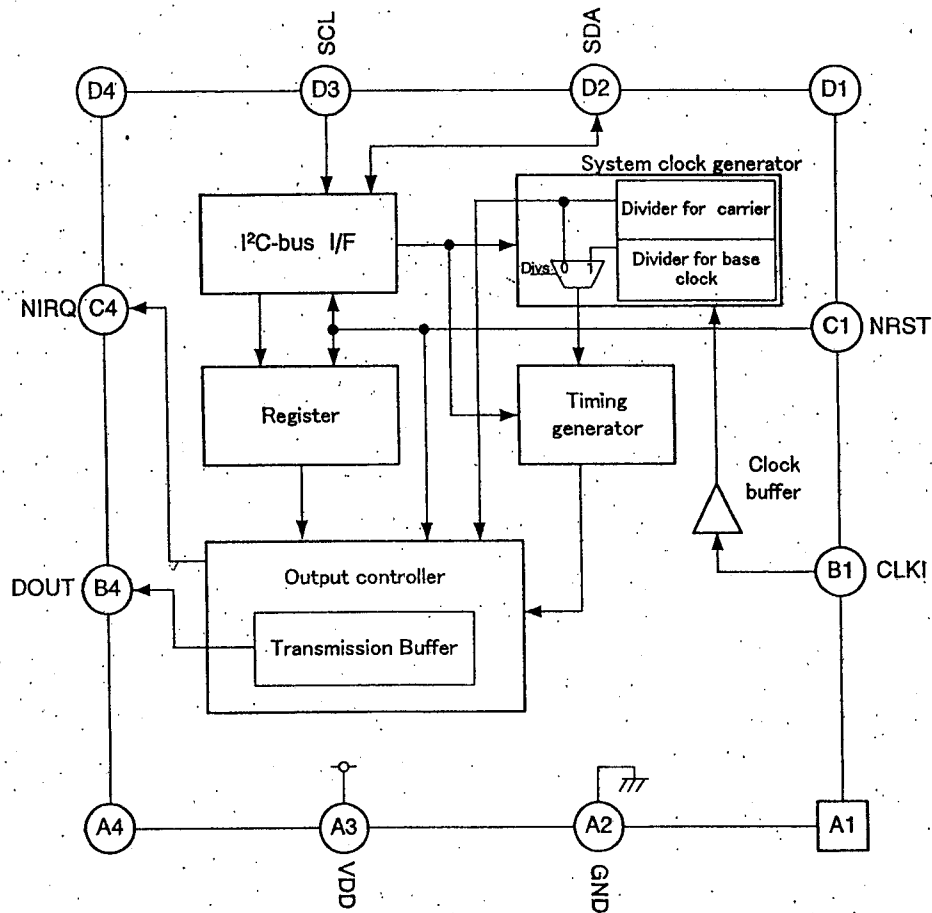 SCL
SDA
D4
D3
D2
D1
System clock generator
Divider for carrier
I²C-bus I/F
Divs
0
1
Divider for base
clock
NIRQ
C4
C1
NRST
Register
Timing
generator
Clock
buffer
DOUT
B4
Output controller
B1
CLKI
Transmission Buffer
A4
A3
A2
A1
VDD
GND